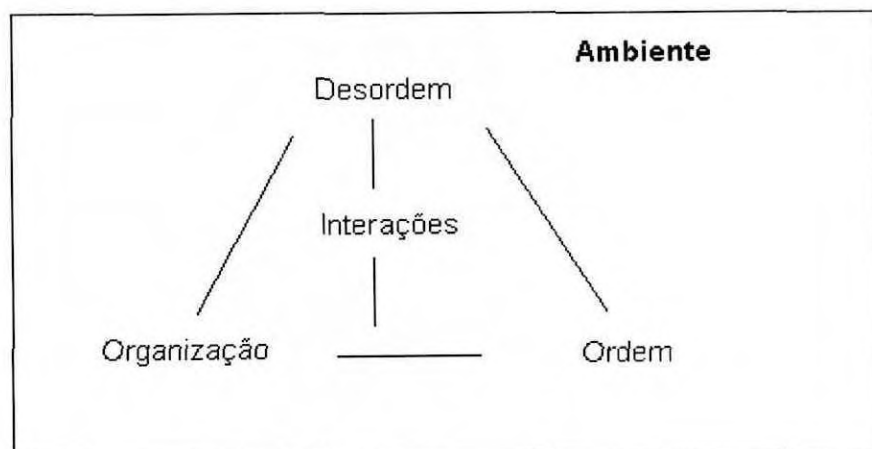 Ambiente
Desordem
Interações
Organização
Ordem